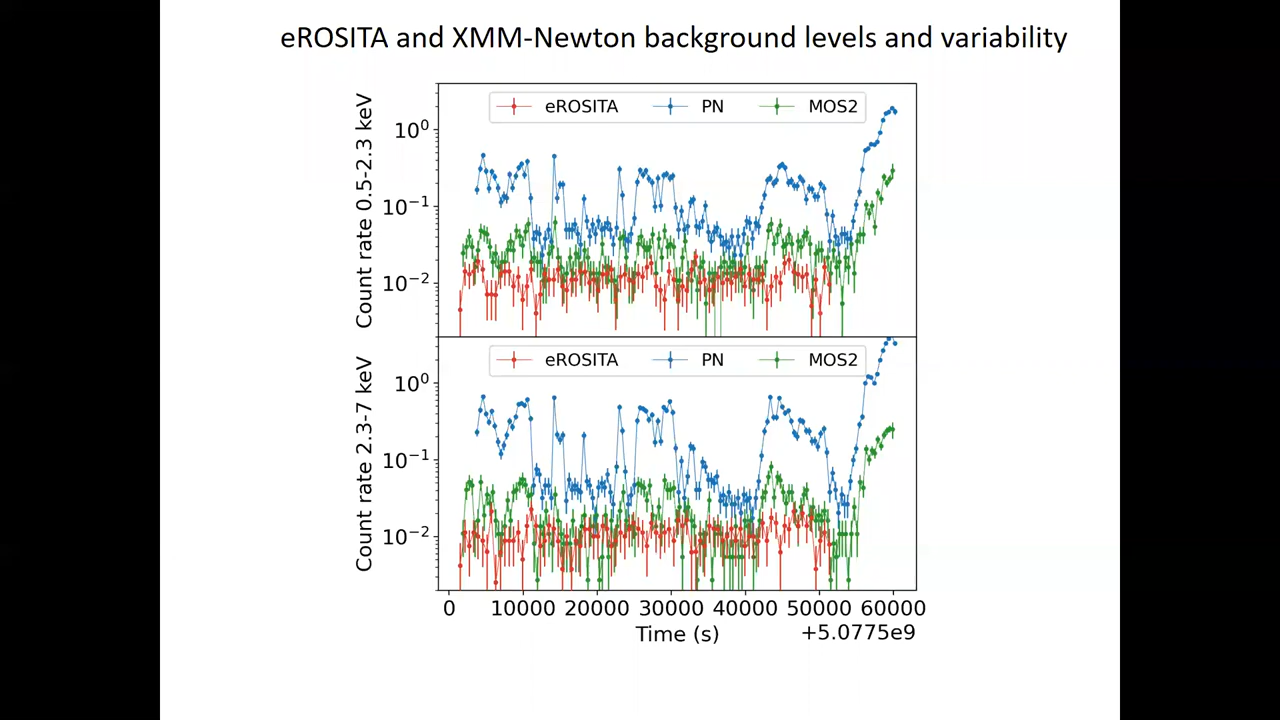 eROSITA and XMM-Newton background levels and variability
eROSITA PN MOS2
Count rate 0.5-2.3 keV
10⁰
10⁻¹
10⁻²
eROSITA PN MOS2
Count rate 2.3-7 keV
10⁰
10⁻¹
10⁻²
0 10000 20000 30000 40000 50000 60000
Time (s)
+5.0775e9